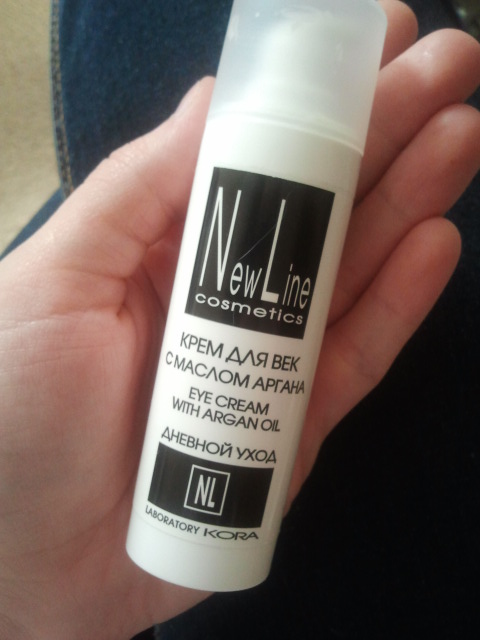 NewLine
cosmetics
КРЕМ ДЛЯ ВЕК
С МАСЛОМ АРГАНА
EYE CREAM
WITH ARGAN OIL
ДНЕВНОЙ УХОД
NL
LABORATORY KORA